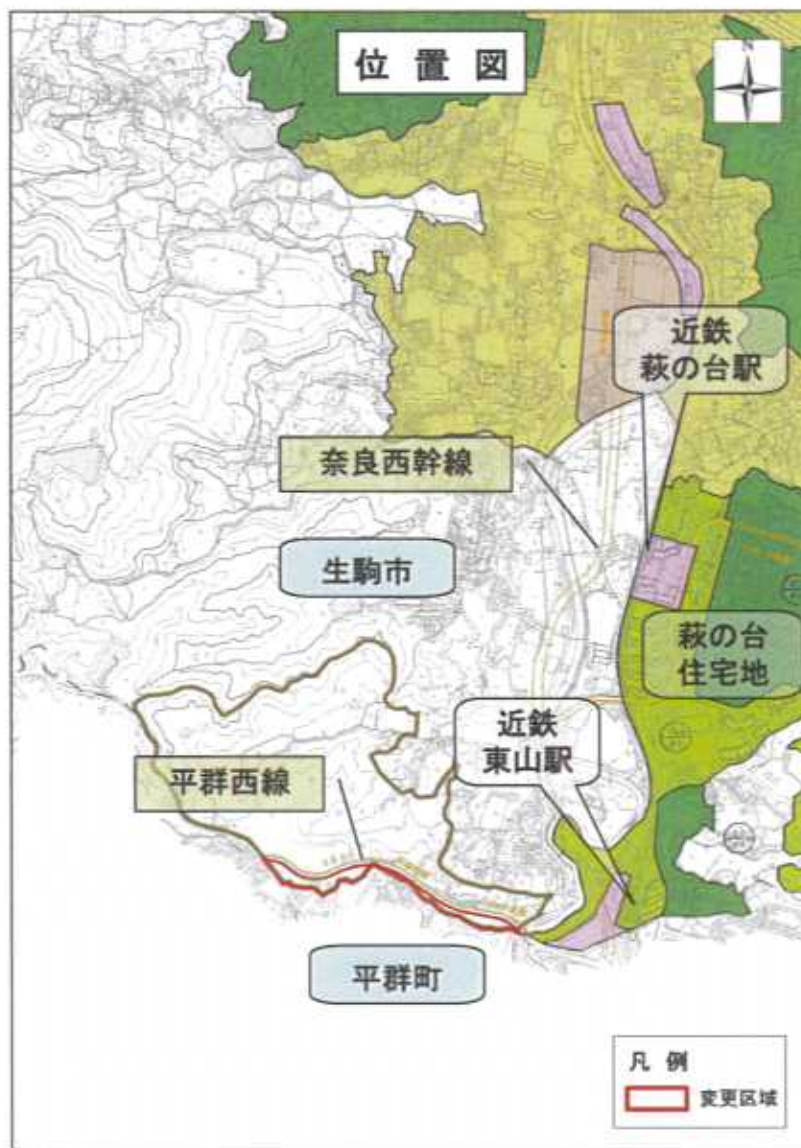 位置図
N
近鉄
萩の台駅
奈良西幹線
生駒市
萩の台
住宅地
近鉄
東山駅
平群西線
平群町
凡 例
変更区域